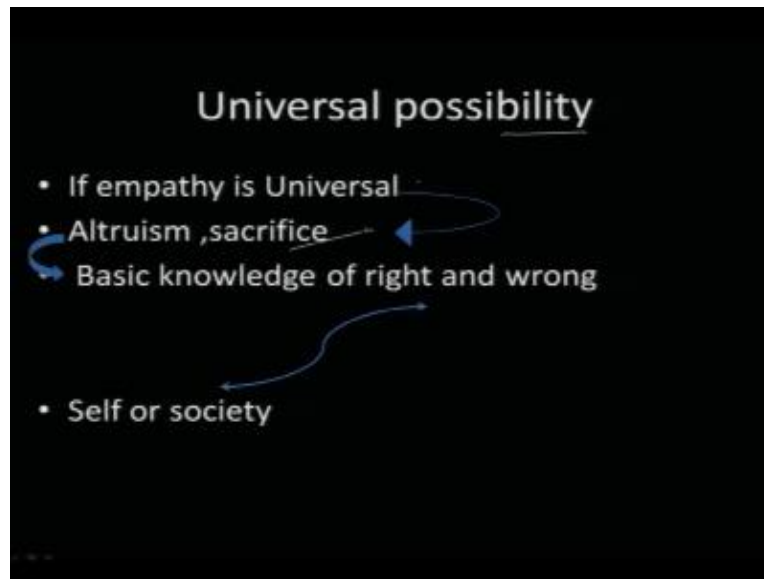 Universal possibility
• If empathy is Universal
• Altruism ,sacrifice
• Basic knowledge of right and wrong
• Self or society